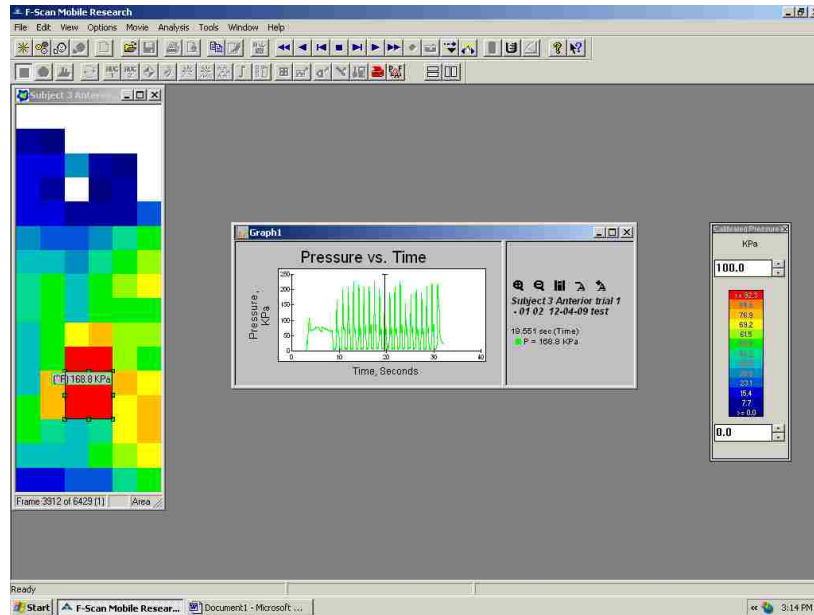 F-Scan Mobile Research
File Edit View Options Movie Analysis Tools Window Help
Subject 3 Anterior
(*P) 168.8 KPa
Frame 3912 of 6429 (1) Area
Graph1
Pressure vs. Time
Pressure, KPa
250
200
150
100
50
0
0 10 20 30 40
Time, Seconds
Subject 3 Anterior trial 1
- 01 02 12-04-09 test
19.551 sec (Time)
P = 168.8 KPa
Calibrated Pressure
KPa
100.0
>= 92.3
76.9
69.2
61.5
23.1
15.4
7.7
>= 0.0
0.0
Ready
Start F-Scan Mobile Resear... Document1 - Microsoft ... 3:14 PM